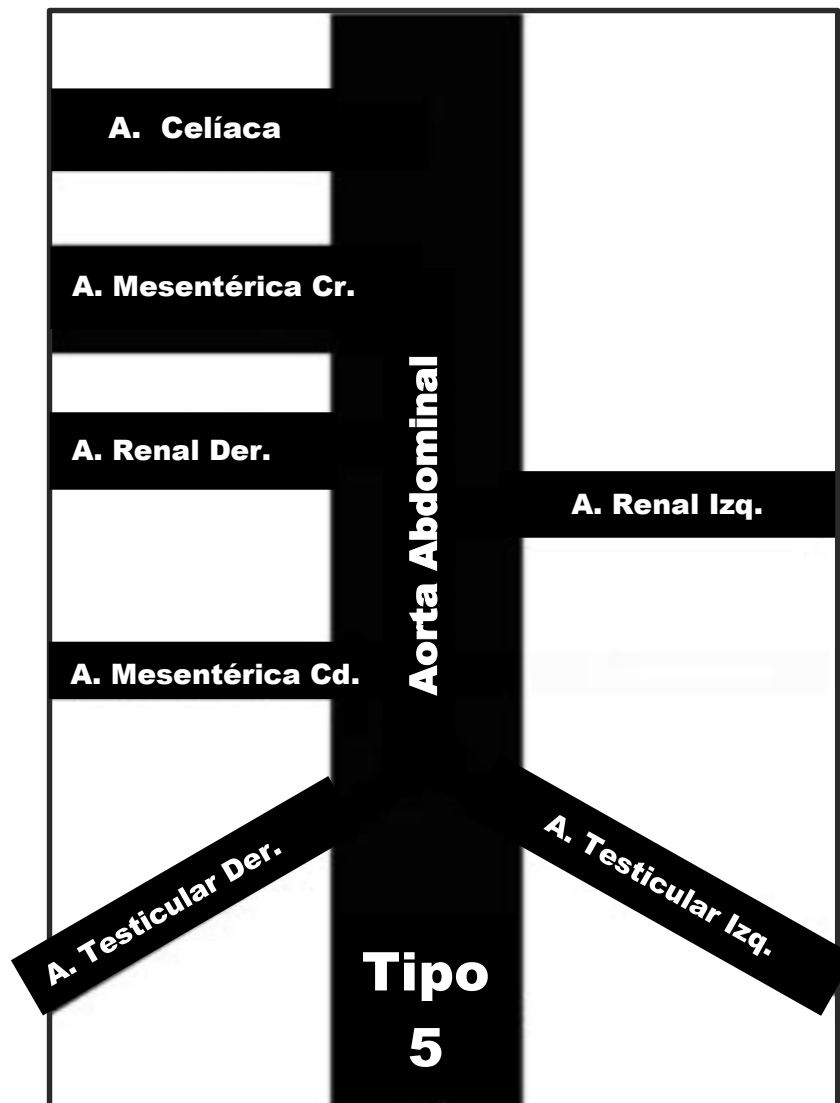 A. Celíaca
A. Mesentérica Cr.
A. Renal Der.
A. Renal Izq.
Aorta Abdominal
A. Mesentérica Cd.
A. Testicular Der.
A. Testicular Izq.
Tipo
5